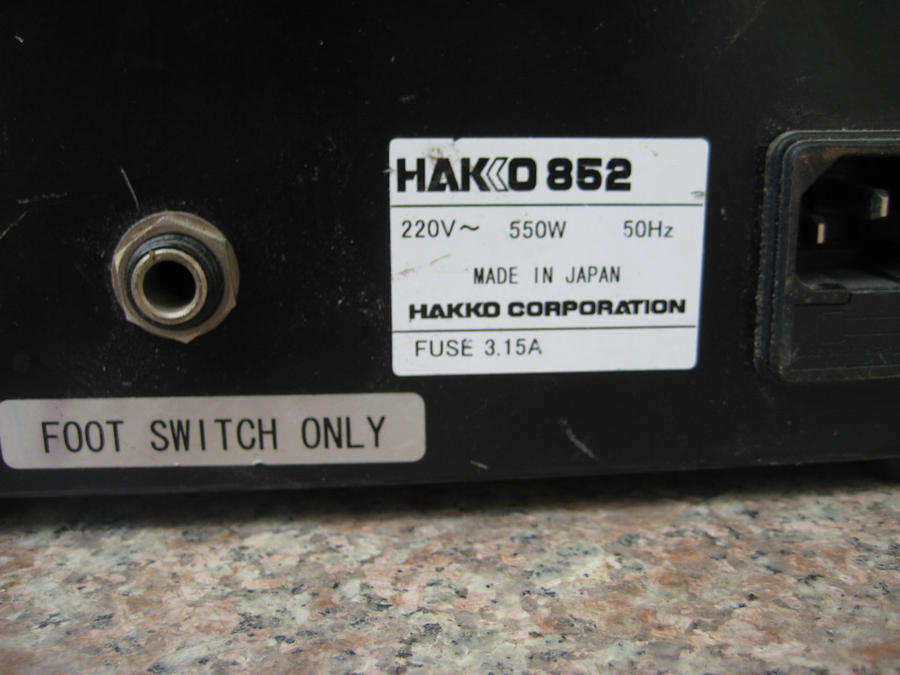 HAKKO 852
220V~ 550W 50Hz
MADE IN JAPAN
HAKKO CORPORATION
FUSE 3.15A
FOOT SWITCH ONLY